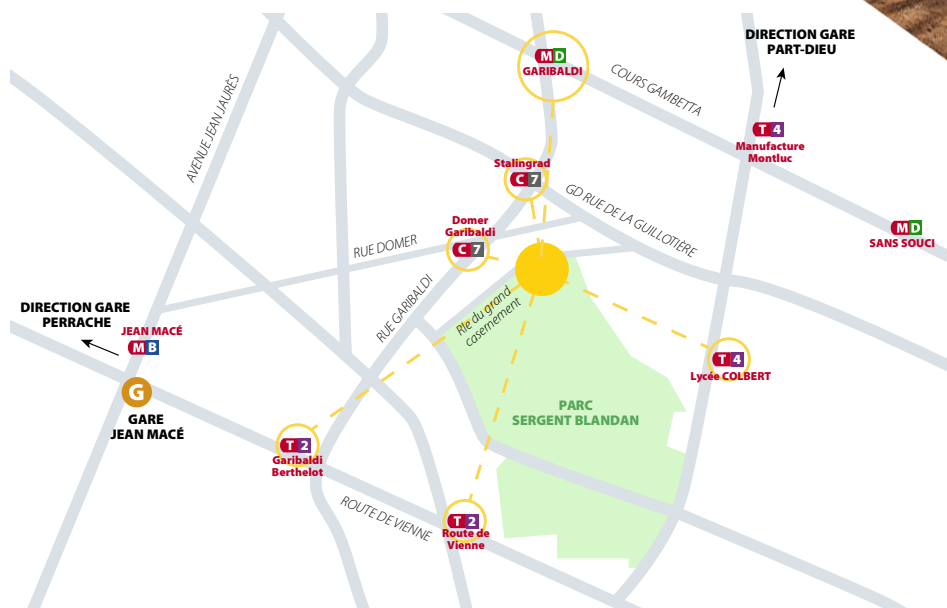 DIRECTION GARE
PART-DIEU
M D
GARIBALDI
COURS GAMBETTA
AVENUE JEAN JAURÈS
T 4
Manufacture
Montluc
Stalingrad
C 7
GD RUE DE LA GUILLOTIÈRE
M D
SANS SOUCI
Domer
Garibaldi
C 7
RUE DOMER
RUE GARIBALDI
Rle du grand
casernement
DIRECTION GARE
PERRACHE
JEAN MACÉ
M B
G
GARE
JEAN MACÉ
T 4
Lycée COLBERT
PARC
SERGENT BLANDAN
T 2
Garibaldi
Berthelot
ROUTE DE VIENNE
T 2
Route de
Vienne